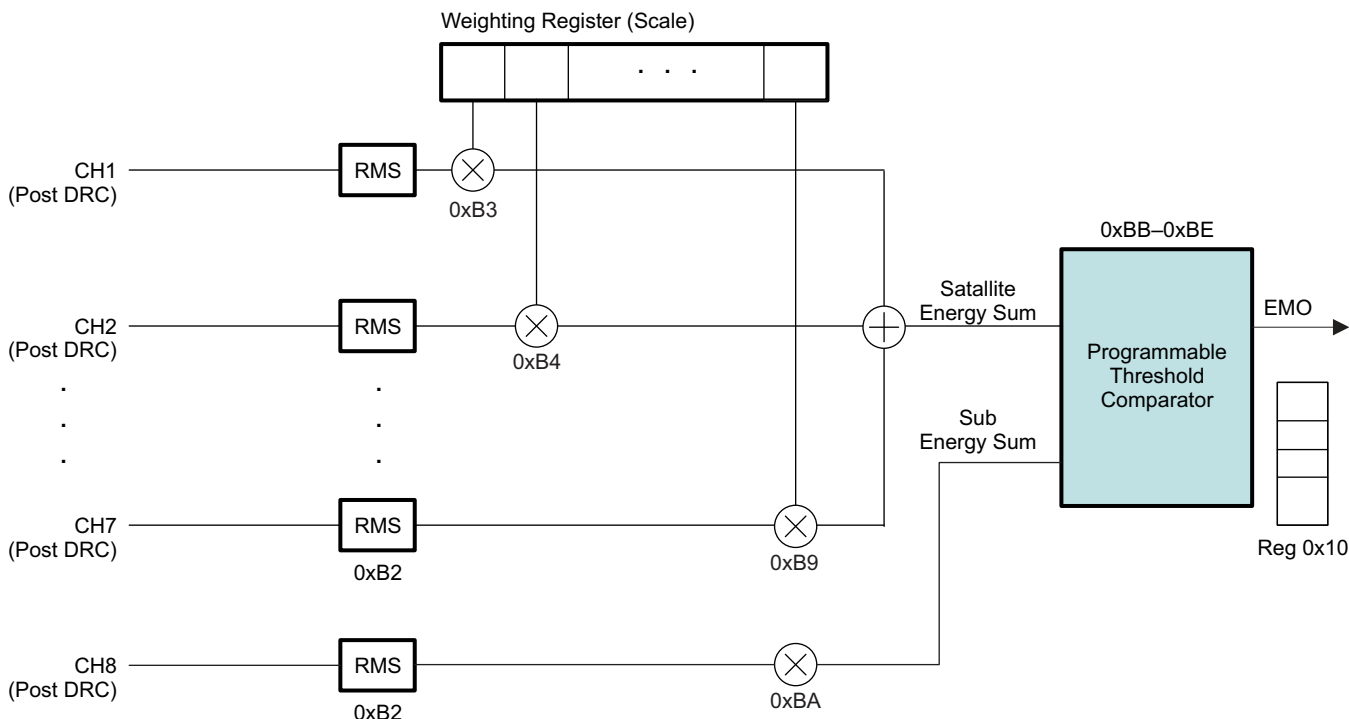 Weighting Register (Scale)
. . .
CH1
(Post DRC)
RMS
0xB3
CH2
(Post DRC)
RMS
0xB4
Satallite
Energy Sum
0xBB–0xBE
Programmable
Threshold
Comparator
EMO
.
.
.
.
.
.
Sub
Energy Sum
CH7
(Post DRC)
RMS
0xB2
0xB9
Reg 0x10
CH8
(Post DRC)
RMS
0xB2
0xBA